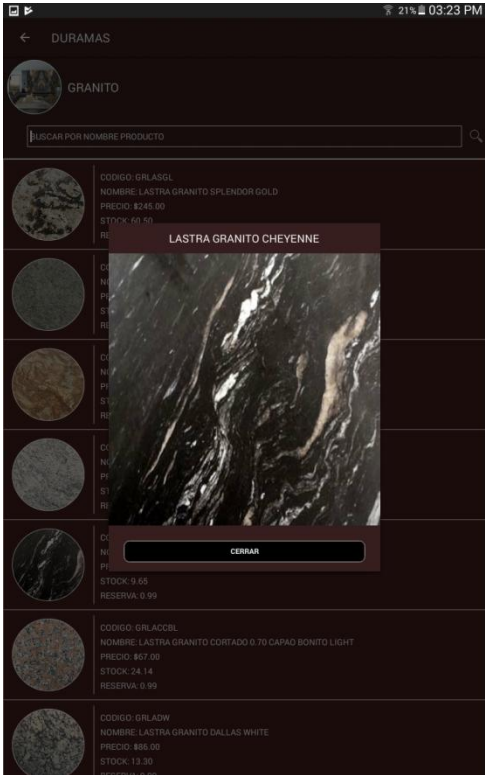 21% 03:23 PM
DURAMAS
GRANITO
BUSCAR POR NOMBRE PRODUCTO
CODIGO: GRLASGL
NOMBRE: LASTRA GRANITO SPLENDOR GOLD
PRECIO: $245.00
STOCK: 60.50
RE
LASTRA GRANITO CHEYENNE
CERRAR
STOCK: 9.65
RESERVA: 0.99
CODIGO: GRLACCBL
NOMBRE: LASTRA GRANITO CORTADO 0.70 CAPAO BONITO LIGHT
PRECIO: $67.00
STOCK: 24.14
RESERVA: 0.99
CODIGO: GRLADW
NOMBRE: LASTRA GRANITO DALLAS WHITE
PRECIO: $86.00
STOCK: 13.30